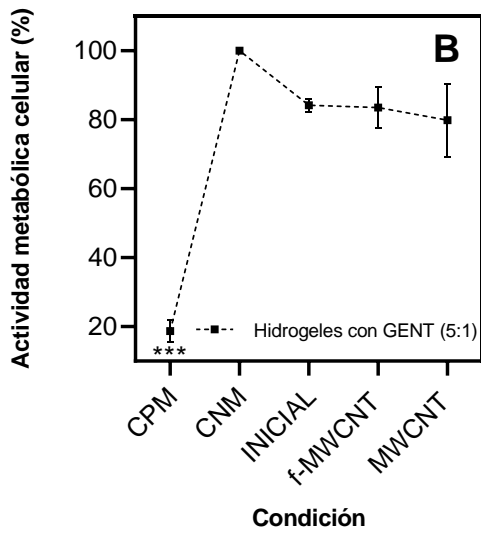 B
Actividad metabólica celular (%)
100
80
60
40
20
***
Hidrogeles con GENT (5:1)
CPM
CNM
INICIAL
f-MWCNT
MWCNT
Condición